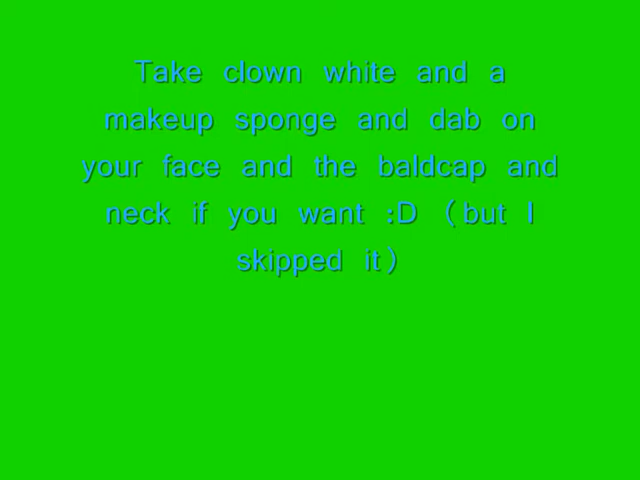 Take clown white and a
makeup sponge and dab on
your face and the baldcap and
neck if you want :D (but I
skipped it)